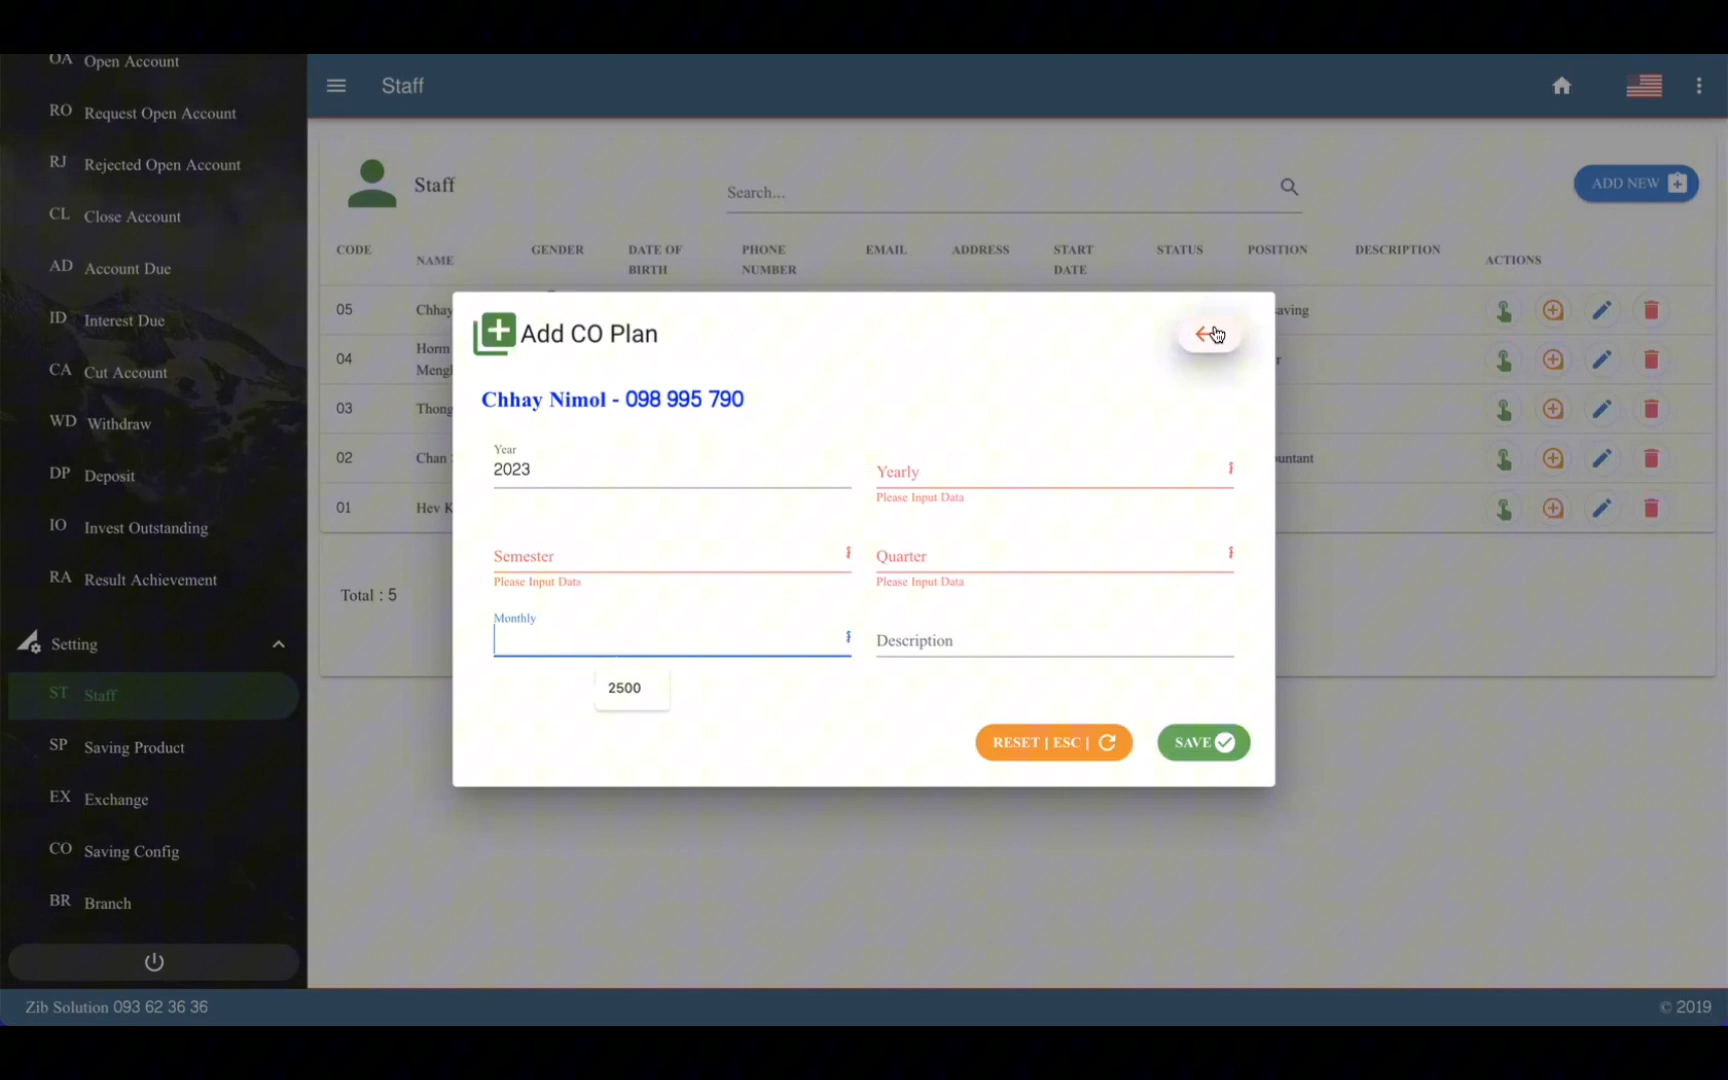 OA Open Account
RO Request Open Account
RJ Rejected Open Account
CL Close Account
AD Account Due
ID Interest Due
CA Cut Account
WD Withdraw
DP Deposit
IO Invest Outstanding
RA Result Achievement
Setting
ST Staff
SP Saving Product
EX Exchange
CO Saving Config
BR Branch
Staff
Staff
Search...
ADD NEW
CODE NAME GENDER DATE OF BIRTH PHONE NUMBER EMAIL ADDRESS START DATE STATUS POSITION DESCRIPTION ACTIONS
05 Chhay aving
04 Horm Meng
03 Thong
02 Chan untant
01 Hev K
Total : 5
Add CO Plan
Chhay Nimol - 098 995 790
Year
2023
Yearly
Please Input Data
Semester
Please Input Data
Quarter
Please Input Data
Monthly
Description
2500
RESET | ESC |
SAVE
Zib Solution 093 62 36 36
© 2019